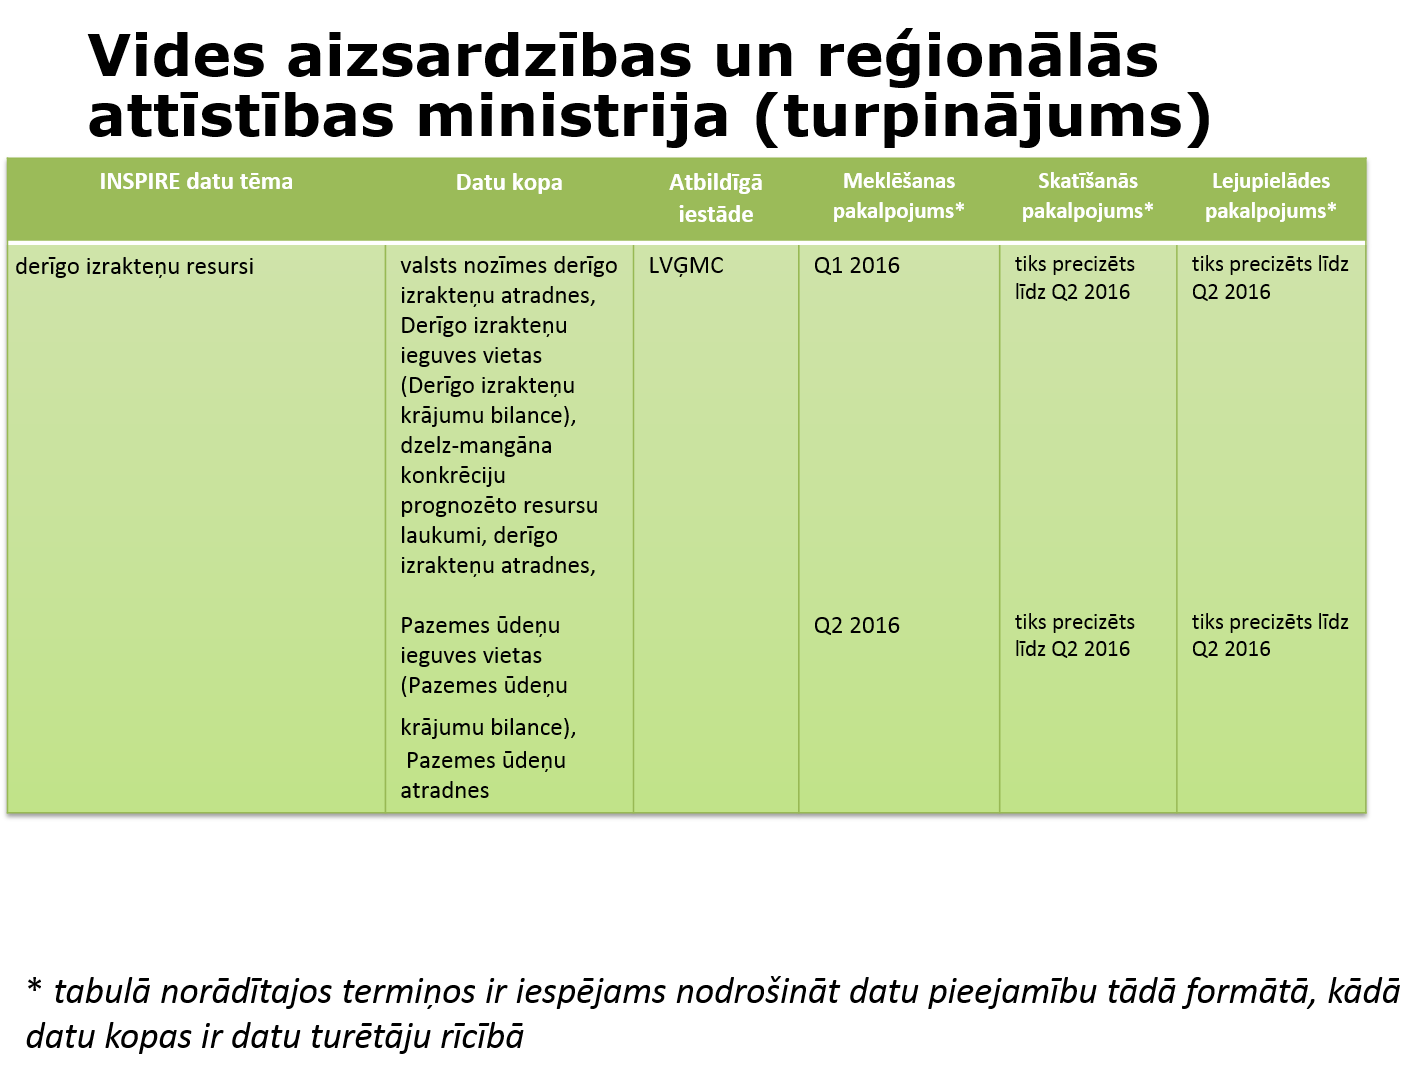 Vides aizsardzības un reģionālās
attīstības ministrija (turpinājums)
INSPIRE datu tēma
Datu kopa
Atbildīgā
iestāde
Meklēšanas
pakalpojums*
Skatīšanās
pakalpojums*
Lejupielādes
pakalpojums*
derīgo izrakteņu resursi
valsts nozīmes derīgo
izrakteņu atradnes,
Derīgo izrakteņu
ieguves vietas
(Derīgo izrakteņu
krājumu bilance),
dzelz-mangāna
konkrēciju
prognozēto resursu
laukumi, derīgo
izrakteņu atradnes,
LVĢMC
Q1 2016
tiks precizēts
līdz Q2 2016
tiks precizēts līdz
Q2 2016
Pazemes ūdeņu
ieguves vietas
(Pazemes ūdeņu
krājumu bilance),
Pazemes ūdeņu
atradnes
Q2 2016
tiks precizēts
līdz Q2 2016
tiks precizēts līdz
Q2 2016
* tabulā norādītajos termiņos ir iespējams nodrošināt datu pieejamību tādā formātā, kādā
datu kopas ir datu turētāju rīcībā